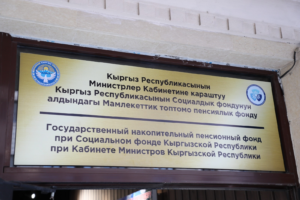 Кыргыз Республикасынын
Министрлер Кабинетине караштуу
Кыргыз Республикасынын Социалдык фондунун
алдындагы Мамлекеттик топтомо пенсиялык фонду
Государственный накопительный пенсионный фонд
при Социальном фонде Кыргызской Республики
при Кабинете Министров Кыргызской Республики